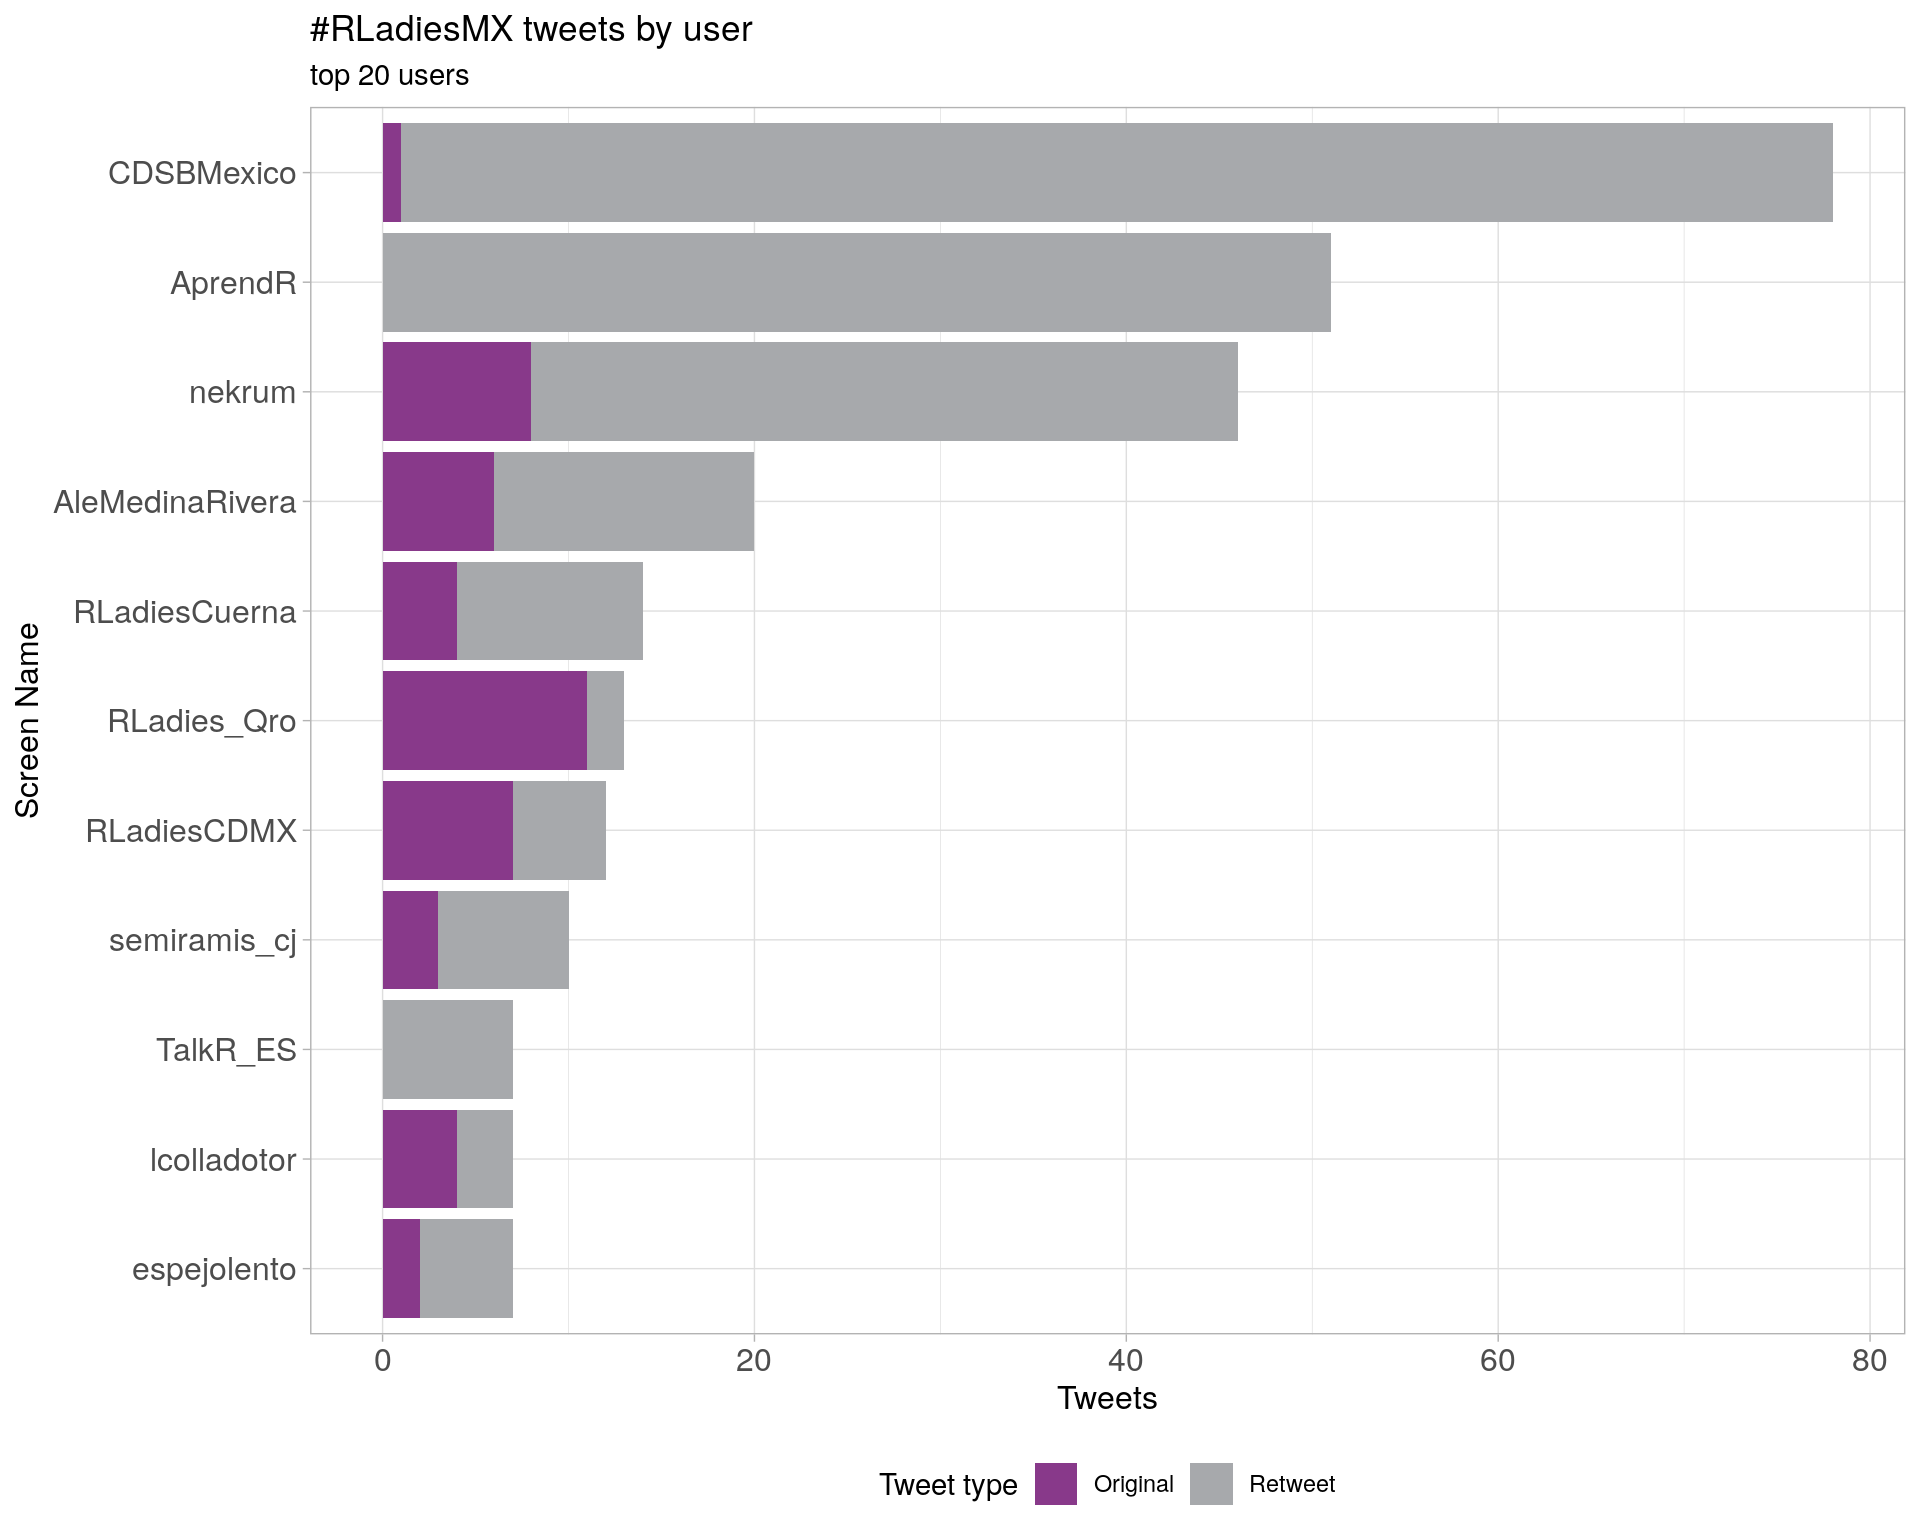 #RLadiesMX tweets by user
top 20 users
Screen Name
CDSBMexico
AprendR
nekrum
AleMedinaRivera
RLadiesCuerna
RLadies_Qro
RLadiesCDMX
semiramis_cj
TalkR_ES
lcolladotor
espejolento
0 20 40 60 80
Tweets
Tweet type Original Retweet